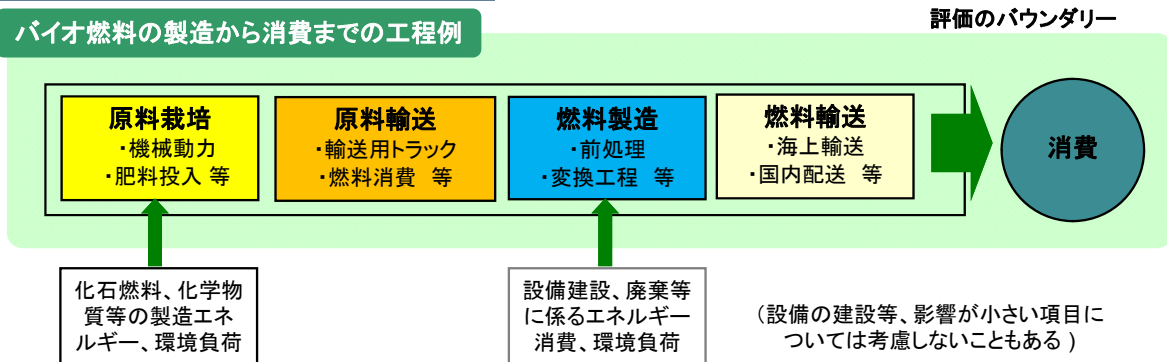 評価のバウンダリー
バイオ燃料の製造から消費までの工程例
原料栽培
・機械動力
・肥料投入 等
原料輸送
・輸送用トラック
・燃料消費 等
燃料製造
・前処理
・変換工程 等
燃料輸送
・海上輸送
・国内配送 等
消費
化石燃料、化学物
質等の製造エネ
ルギー、環境負荷
設備建設、廃棄等
に係るエネルギー
消費、環境負荷
（設備の建設等、影響が小さい項目に
ついては考慮しないこともある）